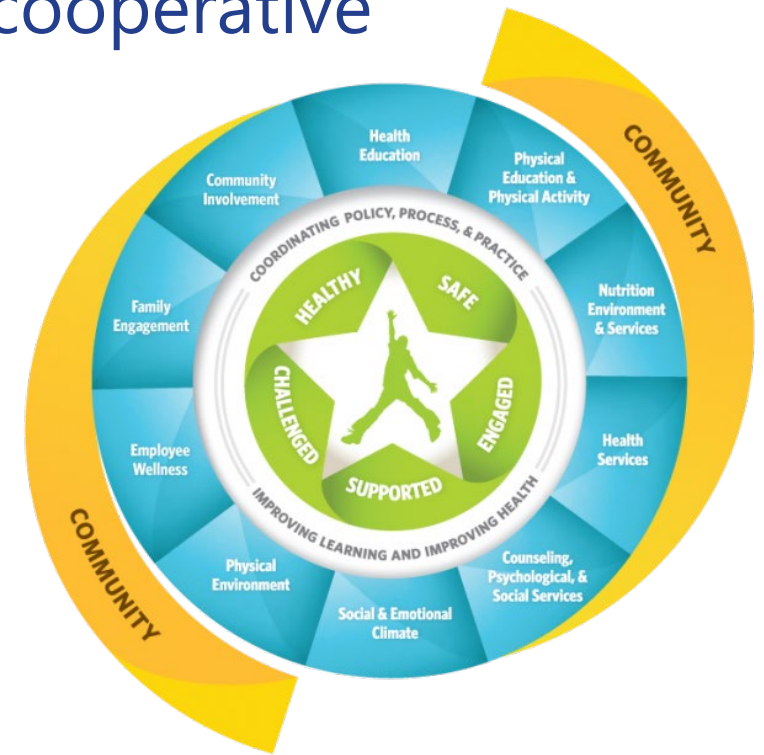 cooperative
COMMUNITY
Health
Education
Physical
Education &
Physical Activity
Nutrition
Environment
& Services
Health
Services
Counseling,
Psychological, &
Social Services
Social & Emotional
Climate
Physical
Environment
Employee
Wellness
Family
Engagement
Community
Involvement
COORDINATING POLICY, PROCESS, & PRACTICE
IMPROVING LEARNING AND IMPROVING HEALTH
HEALTHY
SAFE
ENGAGED
SUPPORTED
CHALLENGED
COMMUNITY